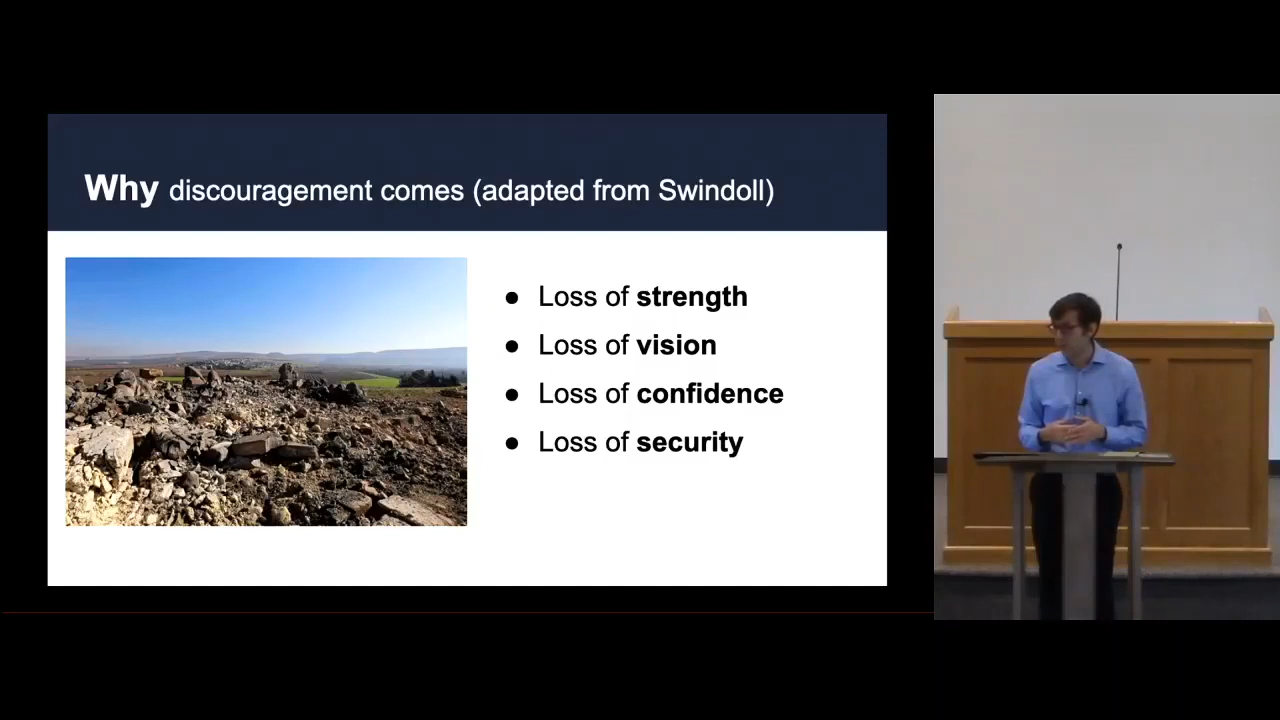 Why discouragement comes (adapted from Swindoll)
● Loss of strength
● Loss of vision
● Loss of confidence
● Loss of security